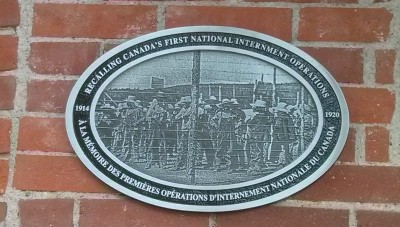 RECALLING CANADA'S FIRST NATIONAL INTERNMENT OPERATIONS
1914
1920
À LA MÉMOIRE DES PREMIÈRES OPÉRATIONS D'INTERNEMENT NATIONALE DU CANADA